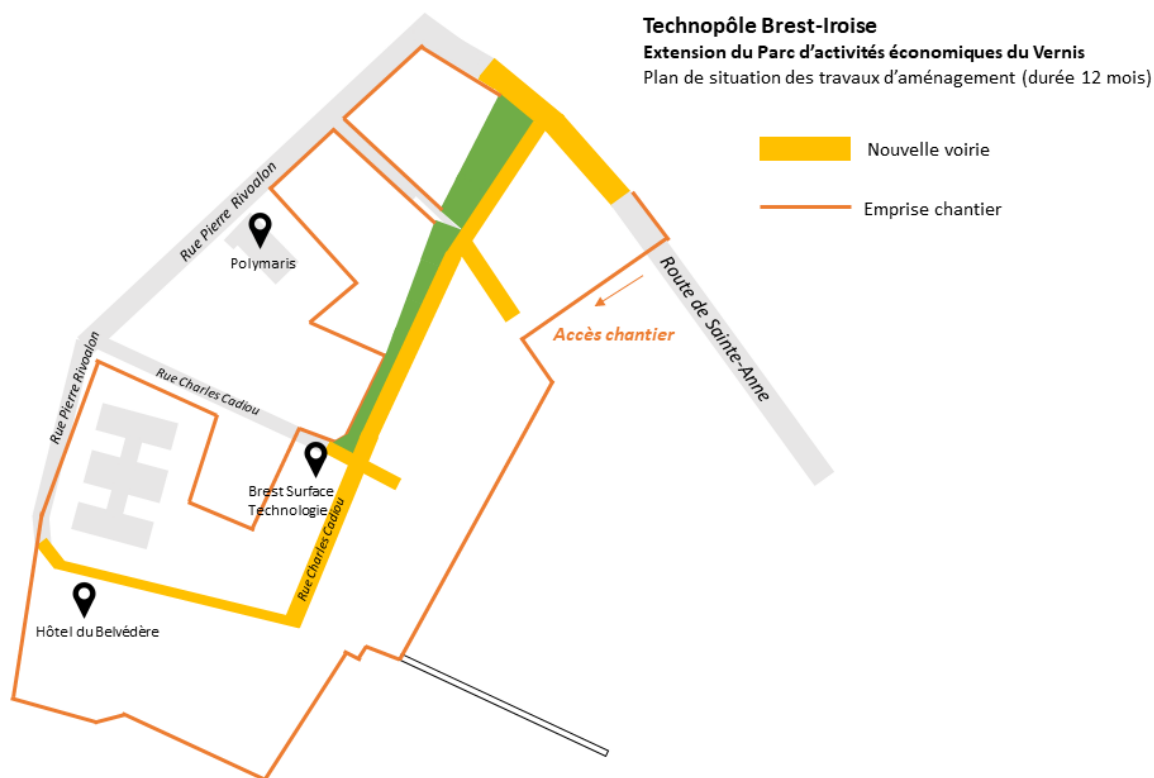 Technopôle Brest-Iroise
Extension du Parc d'activités économiques du Vernis
Plan de situation des travaux d'aménagement (durée 12 mois)
Nouvelle voirie
Emprise chantier
Rue Pierre Rivoalon
Polymaris
Route de Sainte-Anne
Accès chantier
Rue Pierre Rivoalon
Rue Charles Cadiou
Brest Surface
Technologie
Rue Charles Cadiou
Hôtel du Belvédère